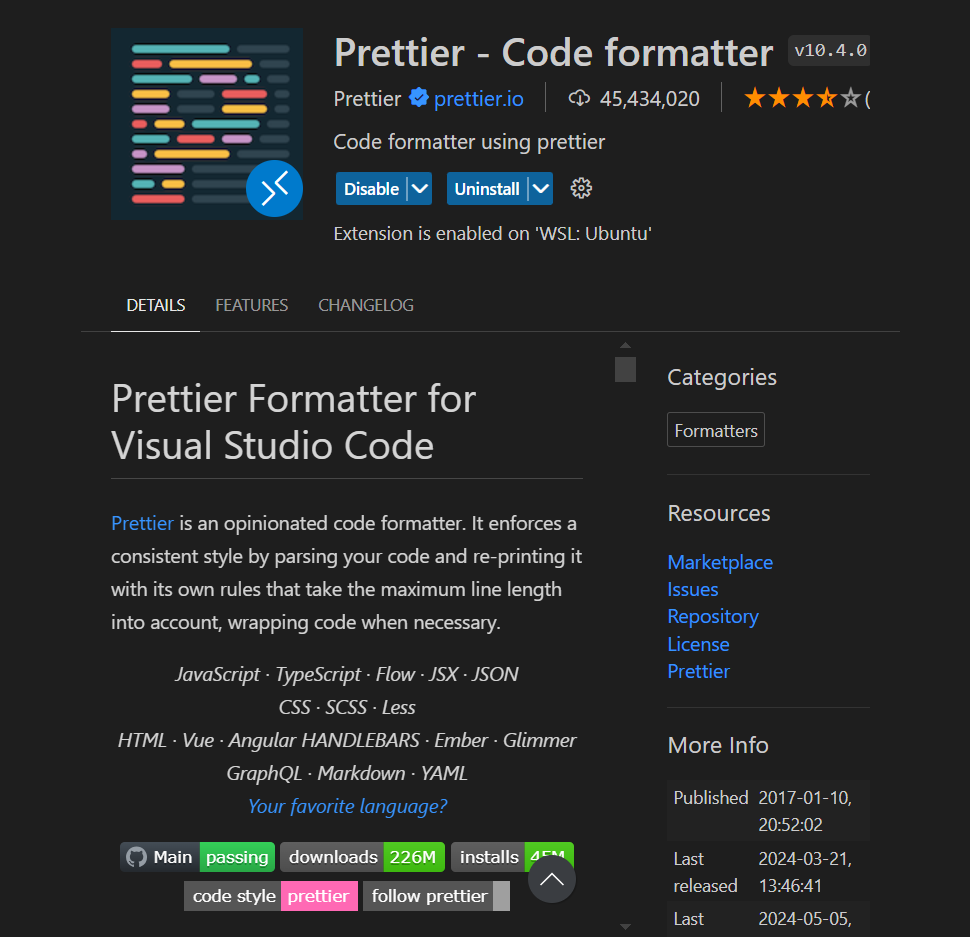 Prettier - Code formatter v10.4.0
Prettier prettier.io 45,434,020 (
Code formatter using prettier
Disable Uninstall
Extension is enabled on 'WSL: Ubuntu'
DETAILS FEATURES CHANGELOG
Prettier Formatter for
Visual Studio Code
Prettier is an opinionated code formatter. It enforces a
consistent style by parsing your code and re-printing it
with its own rules that take the maximum line length
into account, wrapping code when necessary.
JavaScript · TypeScript · Flow · JSX · JSON
CSS · SCSS · Less
HTML · Vue · Angular HANDLEBARS · Ember · Glimmer
GraphQL · Markdown · YAML
Your favorite language?
Main passing downloads 226M installs
code style prettier follow prettier
Categories
Formatters
Resources
Marketplace
Issues
Repository
License
Prettier
More Info
Published 2017-01-10,
20:52:02
Last 2024-03-21,
released 13:46:41
Last 2024-05-05,